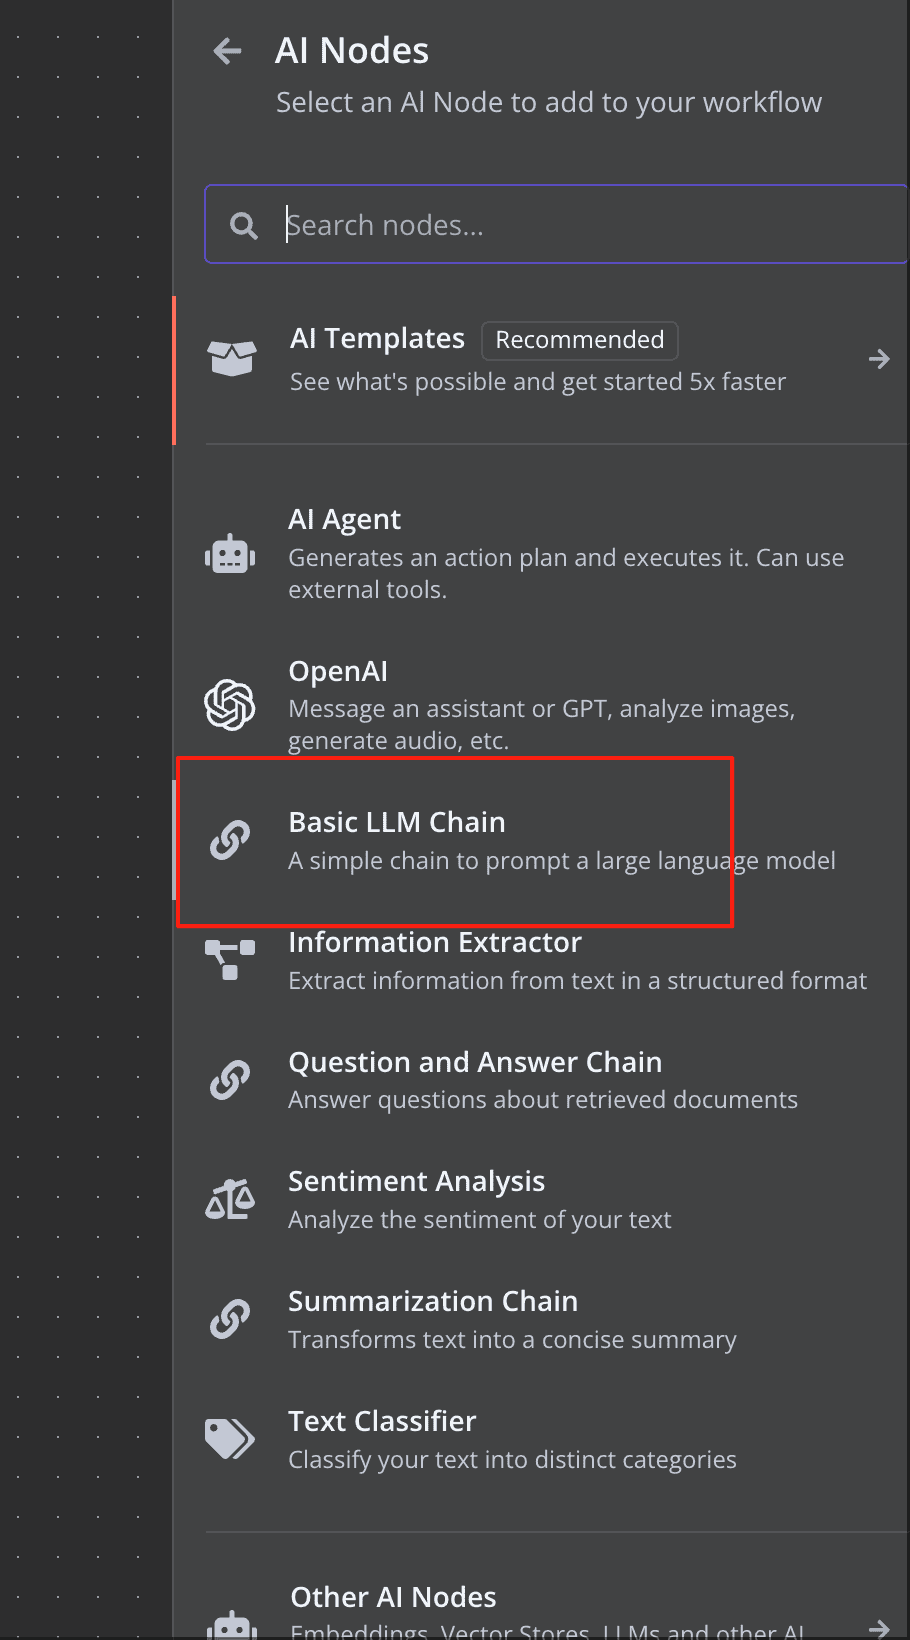 AI Nodes
Select an AI Node to add to your workflow
Search nodes...
AI Templates Recommended
See what's possible and get started 5x faster
AI Agent
Generates an action plan and executes it. Can use
external tools.
OpenAI
Message an assistant or GPT, analyze images,
generate audio, etc.
Basic LLM Chain
A simple chain to prompt a large language model
Information Extractor
Extract information from text in a structured format
Question and Answer Chain
Answer questions about retrieved documents
Sentiment Analysis
Analyze the sentiment of your text
Summarization Chain
Transforms text into a concise summary
Text Classifier
Classify your text into distinct categories
Other AI Nodes
Embeddings, Vector Stores, LLMs and other AI